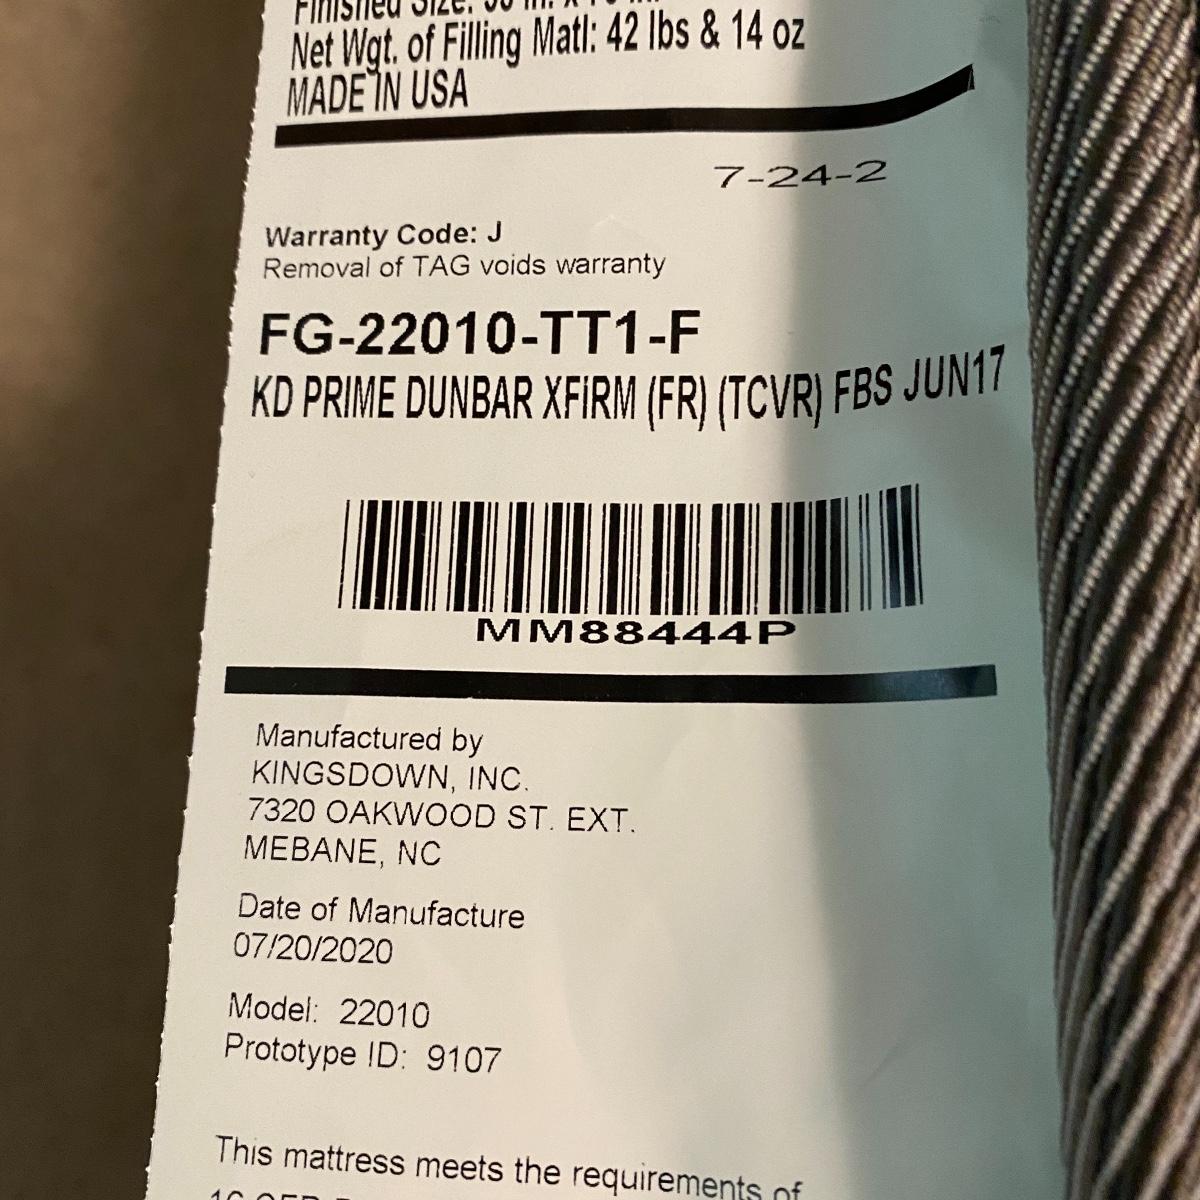 Finished Size:
Net Wgt. of Filling Matl: 42 lbs & 14 oz
MADE IN USA
7-24-2
Warranty Code: J
Removal of TAG voids warranty
FG-22010-TT1-F
KD PRIME DUNBAR XFIRM (FR) (TCVR) FBS JUN17
MM88444P
Manufactured by
KINGSDOWN, INC.
7320 OAKWOOD ST. EXT.
MEBANE, NC
Date of Manufacture
07/20/2020
Model: 22010
Prototype ID: 9107
This mattress meets the requirements of